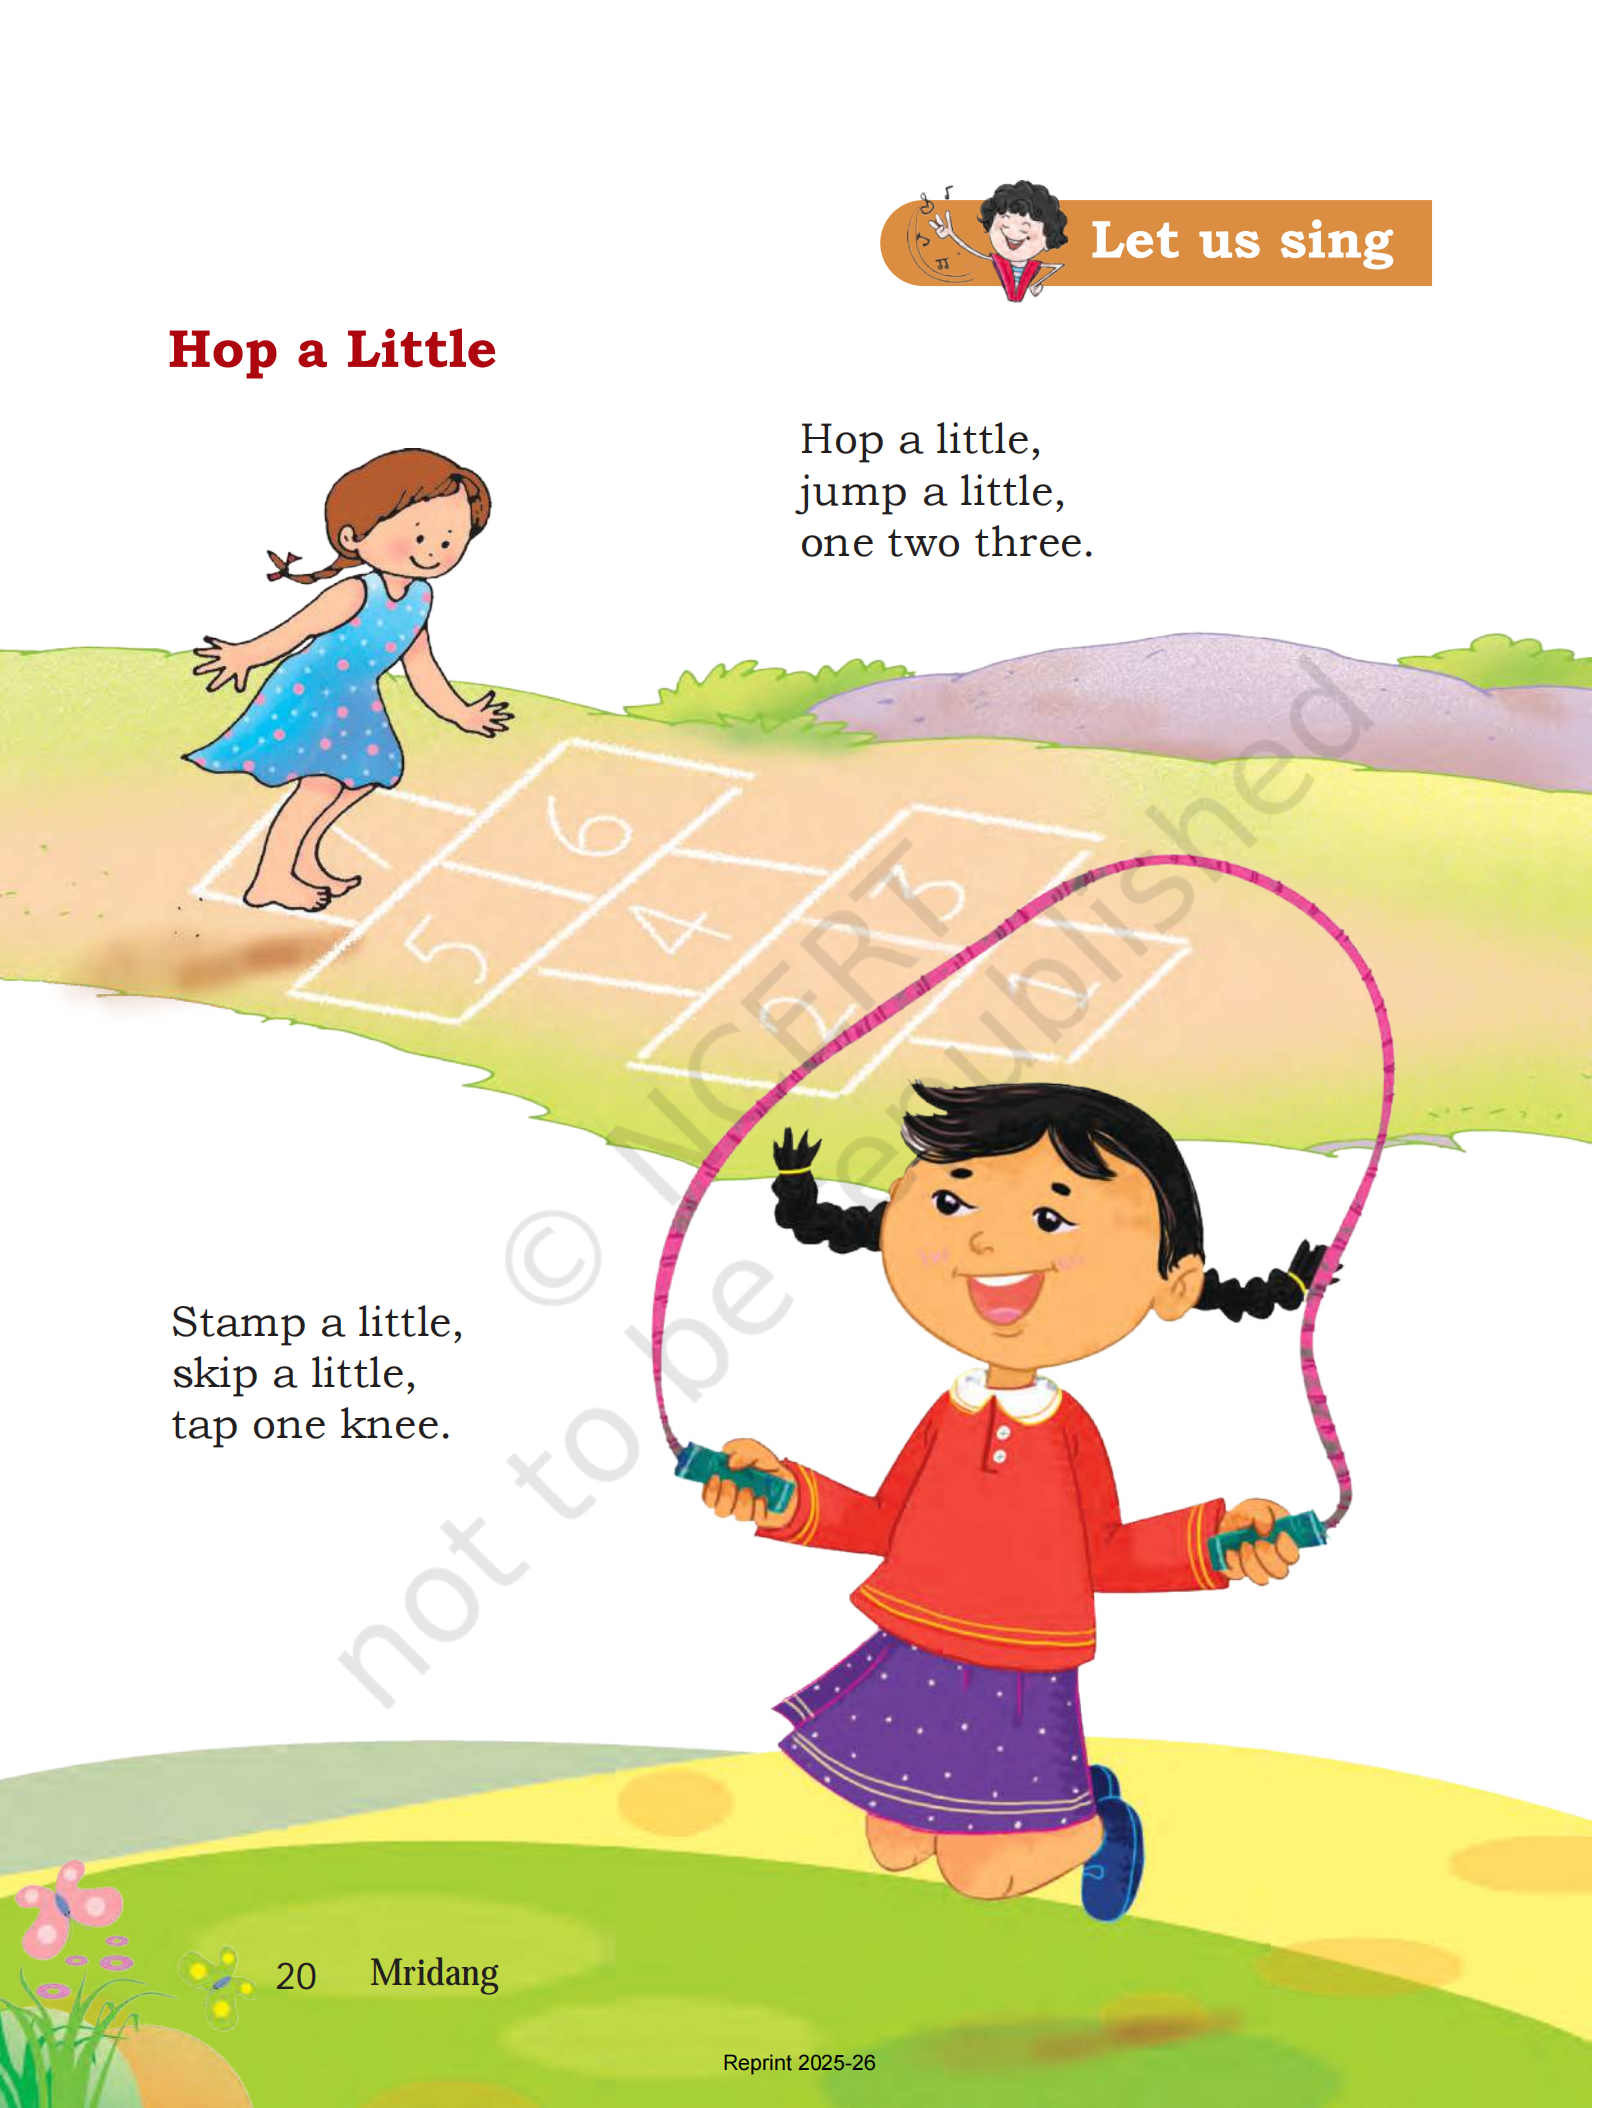 Let us sing
Hop a Little
Hop a little,
jump a little,
one two three.
6
3
5
4
2
1
© NCERT
not to be republished
Stamp a little,
skip a little,
tap one knee.
20 Mridang
Reprint 2025-26